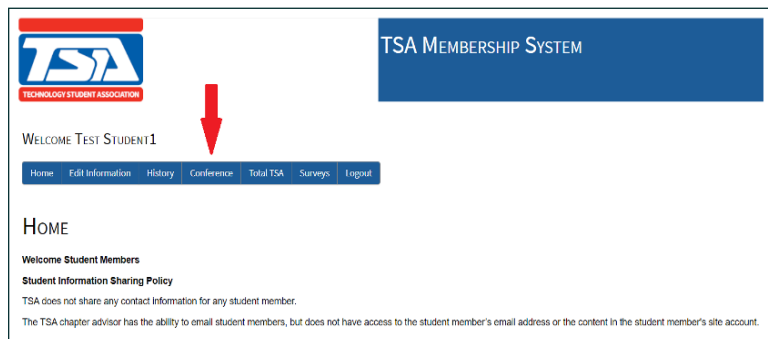 TSA
TECHNOLOGY STUDENT ASSOCIATION
TSA MEMBERSHIP SYSTEM
WELCOME TEST STUDENT1
Home Edit Information History Conference Total TSA Surveys Logout
HOME
Welcome Student Members
Student Information Sharing Policy
TSA does not share any contact information for any student member.
The TSA chapter advisor has the ability to email student members, but does not have access to the student member's email address or the content in the student member's site account.